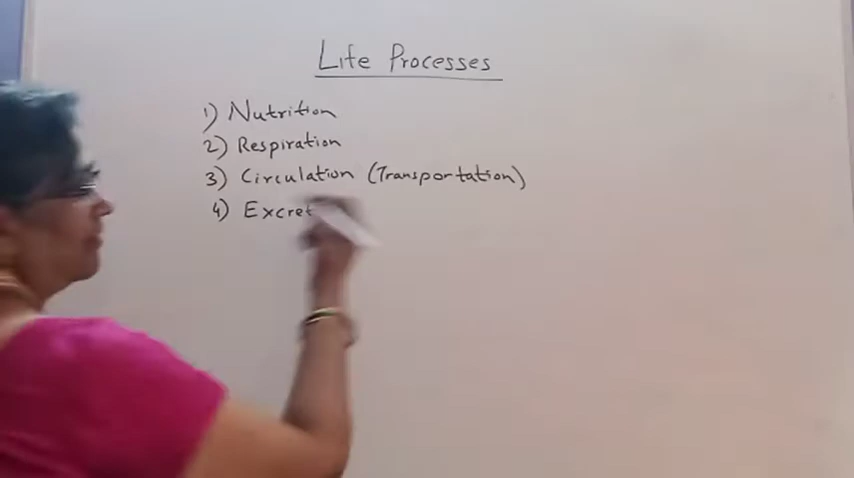 Life Processes
1) Nutrition
2) Respiration
3) Circulation (Transportation)
4) Excret